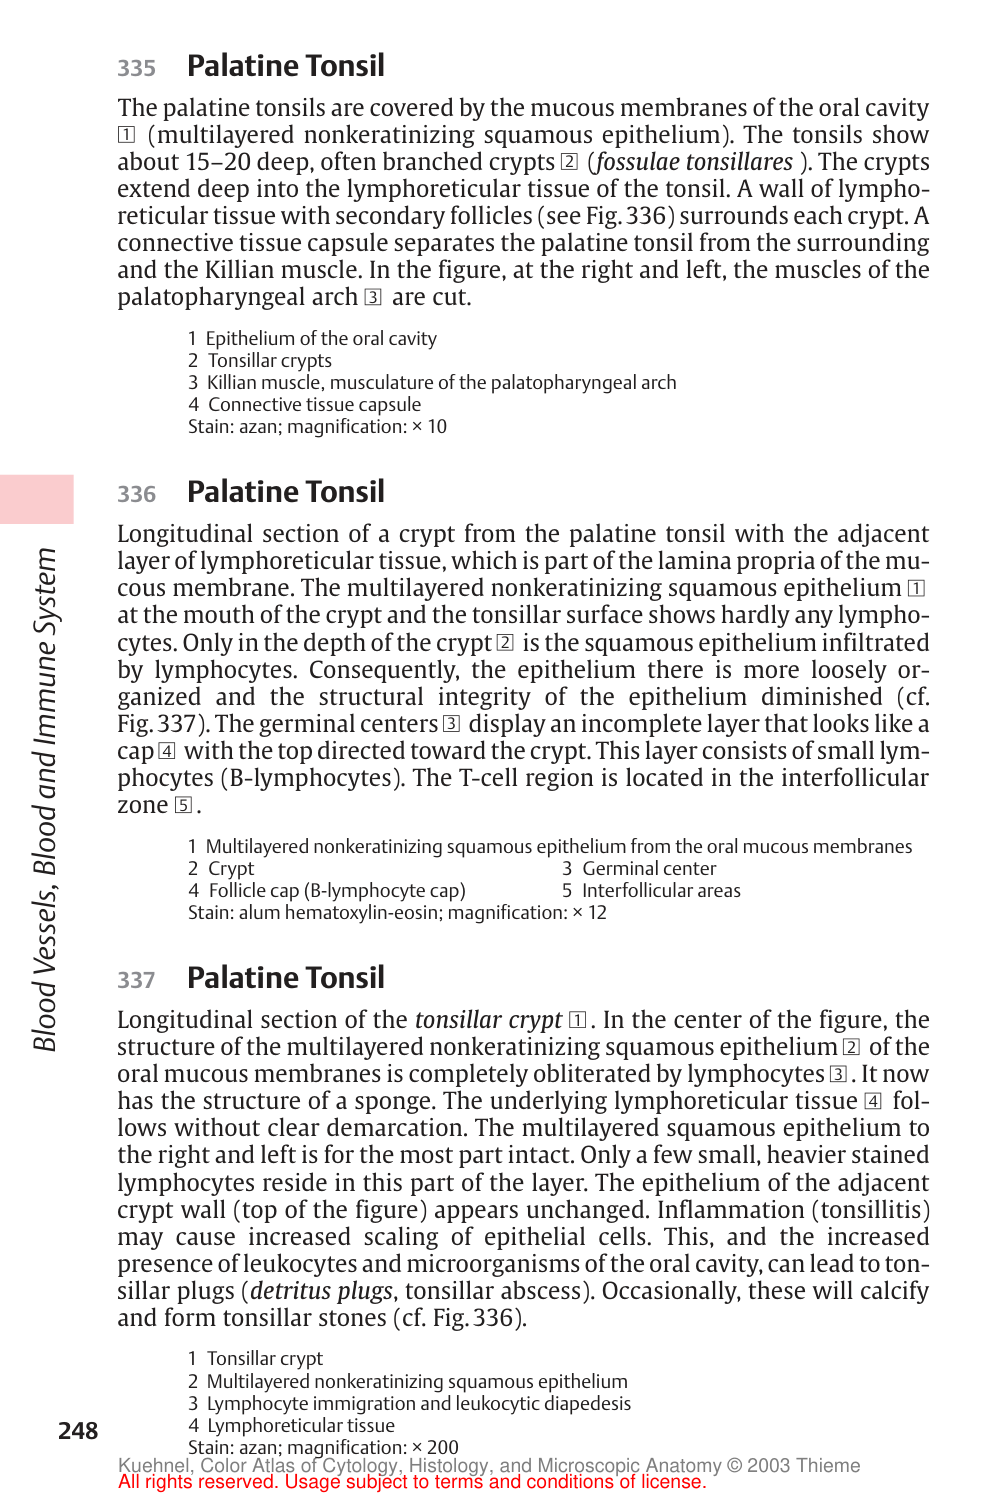 335 Palatine Tonsil
The palatine tonsils are covered by the mucous membranes of the oral cavity
1 (multilayered nonkeratinizing squamous epithelium). The tonsils show
about 15–20 deep, often branched crypts 2 (fossulae tonsillares ). The crypts
extend deep into the lymphoreticular tissue of the tonsil. A wall of lympho-
reticular tissue with secondary follicles (see Fig. 336) surrounds each crypt. A
connective tissue capsule separates the palatine tonsil from the surrounding
and the Killian muscle. In the figure, at the right and left, the muscles of the
palatopharyngeal arch 3 are cut.
1 Epithelium of the oral cavity
2 Tonsillar crypts
3 Killian muscle, musculature of the palatopharyngeal arch
4 Connective tissue capsule
Stain: azan; magnification: × 10
336 Palatine Tonsil
Longitudinal section of a crypt from the palatine tonsil with the adjacent
layer of lymphoreticular tissue, which is part of the lamina propria of the mu-
cous membrane. The multilayered nonkeratinizing squamous epithelium 1
at the mouth of the crypt and the tonsillar surface shows hardly any lympho-
cytes. Only in the depth of the crypt 2 is the squamous epithelium infiltrated
by lymphocytes. Consequently, the epithelium there is more loosely or-
ganized and the structural integrity of the epithelium diminished (cf.
Fig. 337). The germinal centers 3 display an incomplete layer that looks like a
cap 4 with the top directed toward the crypt. This layer consists of small lym-
phocytes (B-lymphocytes). The T-cell region is located in the interfollicular
zone 5.
1 Multilayered nonkeratinizing squamous epithelium from the oral mucous membranes
2 Crypt 3 Germinal center
4 Follicle cap (B-lymphocyte cap) 5 Interfollicular areas
Stain: alum hematoxylin-eosin; magnification: × 12
337 Palatine Tonsil
Longitudinal section of the tonsillar crypt 1. In the center of the figure, the
structure of the multilayered nonkeratinizing squamous epithelium 2 of the
oral mucous membranes is completely obliterated by lymphocytes 3. It now
has the structure of a sponge. The underlying lymphoreticular tissue 4 fol-
lows without clear demarcation. The multilayered squamous epithelium to
the right and left is for the most part intact. Only a few small, heavier stained
lymphocytes reside in this part of the layer. The epithelium of the adjacent
crypt wall (top of the figure) appears unchanged. Inflammation (tonsillitis)
may cause increased scaling of epithelial cells. This, and the increased
presence of leukocytes and microorganisms of the oral cavity, can lead to ton-
sillar plugs (detritus plugs, tonsillar abscess). Occasionally, these will calcify
and form tonsillar stones (cf. Fig. 336).
1 Tonsillar crypt
2 Multilayered nonkeratinizing squamous epithelium
3 Lymphocyte immigration and leukocytic diapedesis
4 Lymphoreticular tissue
Stain: azan; magnification: × 200
Blood Vessels, Blood and Immune System
248
Kuehnel, Color Atlas of Cytology, Histology, and Microscopic Anatomy © 2003 Thieme
All rights reserved. Usage subject to terms and conditions of license.